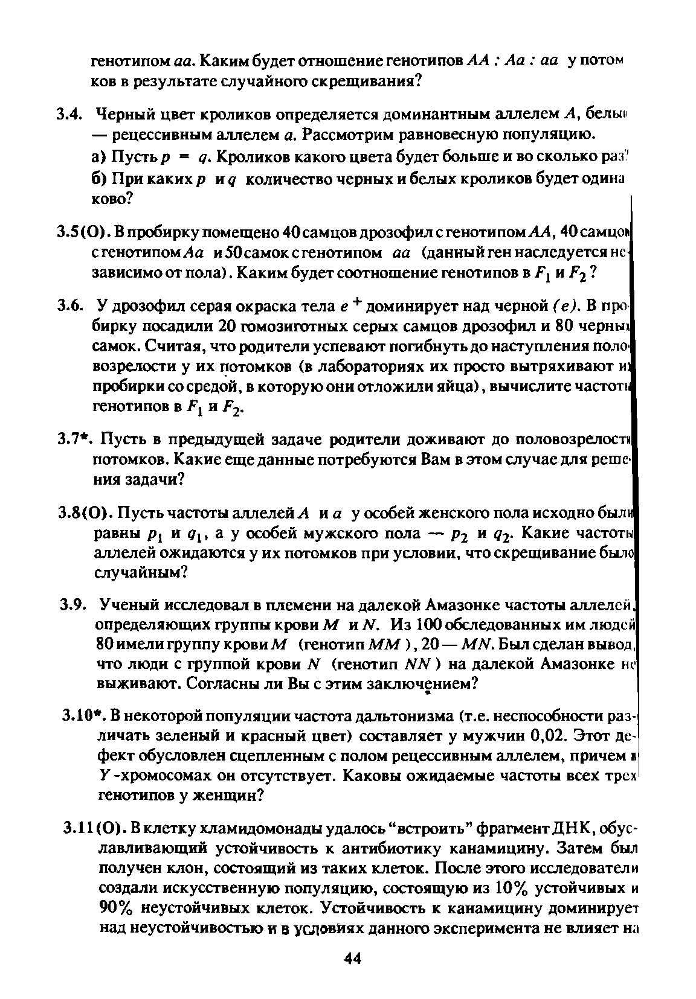 генотипом аа. Каким будет отношение генотипов АА : Аа : аа у потом
ков в результате случайного скрещивания?
3.4. Черный цвет кроликов определяется доминантным аллелем А, белый
— рецессивным аллелем а. Рассмотрим равновесную популяцию.
а) Пусть p = q. Кроликов какого цвета будет больше и во сколько раз?
б) При каких p и q количество черных и белых кроликов будет одина
ково?
3.5(О). В пробирку помещено 40 самцов дрозофил с генотипом АА, 40 самцов
с генотипом Аа и 50 самок с генотипом аа (данный ген наследуется не-
зависимо от пола). Каким будет соотношение генотипов в F₁ и F₂ ?
3.6. У дрозофил серая окраска тела e⁺ доминирует над черной (e). В про-
бирку посадили 20 гомозиготных серых самцов дрозофил и 80 черных
самок. Считая, что родители успевают погибнуть до наступления поло-
возрелости у их потомков (в лабораториях их просто вытряхивают из
пробирки со средой, в которую они отложили яйца), вычислите частоты
генотипов в F₁ и F₂.
3.7*. Пусть в предыдущей задаче родители доживают до половозрелости
потомков. Какие еще данные потребуются Вам в этом случае для реше-
ния задачи?
3.8(О). Пусть частоты аллелей А и а у особей женского пола исходно были
равны p₁ и q₁, а у особей мужского пола — p₂ и q₂. Какие частоты
аллелей ожидаются у их потомков при условии, что скрещивание было
случайным?
3.9. Ученый исследовал в племени на далекой Амазонке частоты аллелей,
определяющих группы крови M и N. Из 100 обследованных им людей
80 имели группу крови M (генотип MM ), 20 — MN. Был сделан вывод,
что люди с группой крови N (генотип NN ) на далекой Амазонке не
выживают. Согласны ли Вы с этим заключением?
3.10*. В некоторой популяции частота дальтонизма (т.е. неспособности раз-
личать зеленый и красный цвет) составляет у мужчин 0,02. Этот де-
фект обусловлен сцепленным с полом рецессивным аллелем, причем в
Y -хромосомах он отсутствует. Каковы ожидаемые частоты всех трех
генотипов у женщин?
3.11(О). В клетку хламидомонады удалось “встроить” фрагмент ДНК, обус-
лавливающий устойчивость к антибиотику канамицину. Затем был
получен клон, состоящий из таких клеток. После этого исследователи
создали искусственную популяцию, состоящую из 10% устойчивых и
90% неустойчивых клеток. Устойчивость к канамицину доминирует
над неустойчивостью и в условиях данного эксперимента не влияет на
44